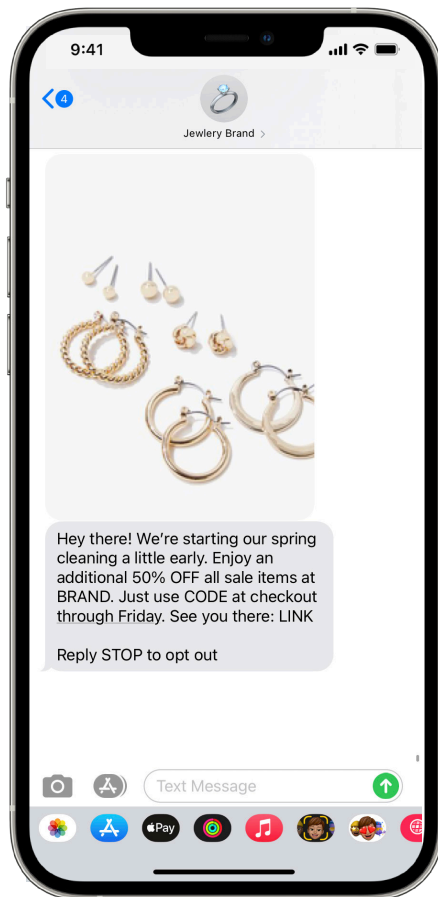 9:41
4
Jewlery Brand >
Hey there! We’re starting our spring
cleaning a little early. Enjoy an
additional 50% OFF all sale items at
BRAND. Just use CODE at checkout
through Friday. See you there: LINK
Reply STOP to opt out
Text Message
Pay